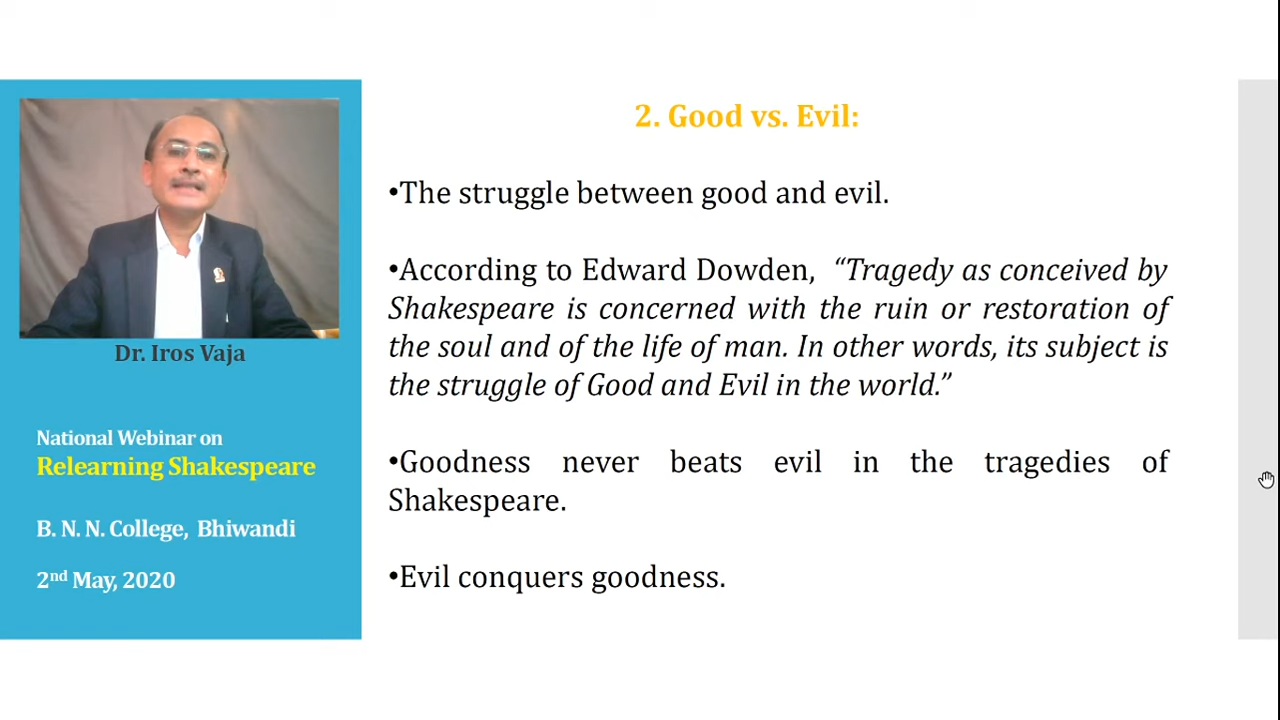 2. Good vs. Evil:
•The struggle between good and evil.
•According to Edward Dowden, “Tragedy as conceived by
Shakespeare is concerned with the ruin or restoration of
the soul and of the life of man. In other words, its subject is
the struggle of Good and Evil in the world.”
•Goodness never beats evil in the tragedies of
Shakespeare.
•Evil conquers goodness.
Dr. Iros Vaja
National Webinar on
Relearning Shakespeare
B. N. N. College, Bhiwandi
2nd May, 2020